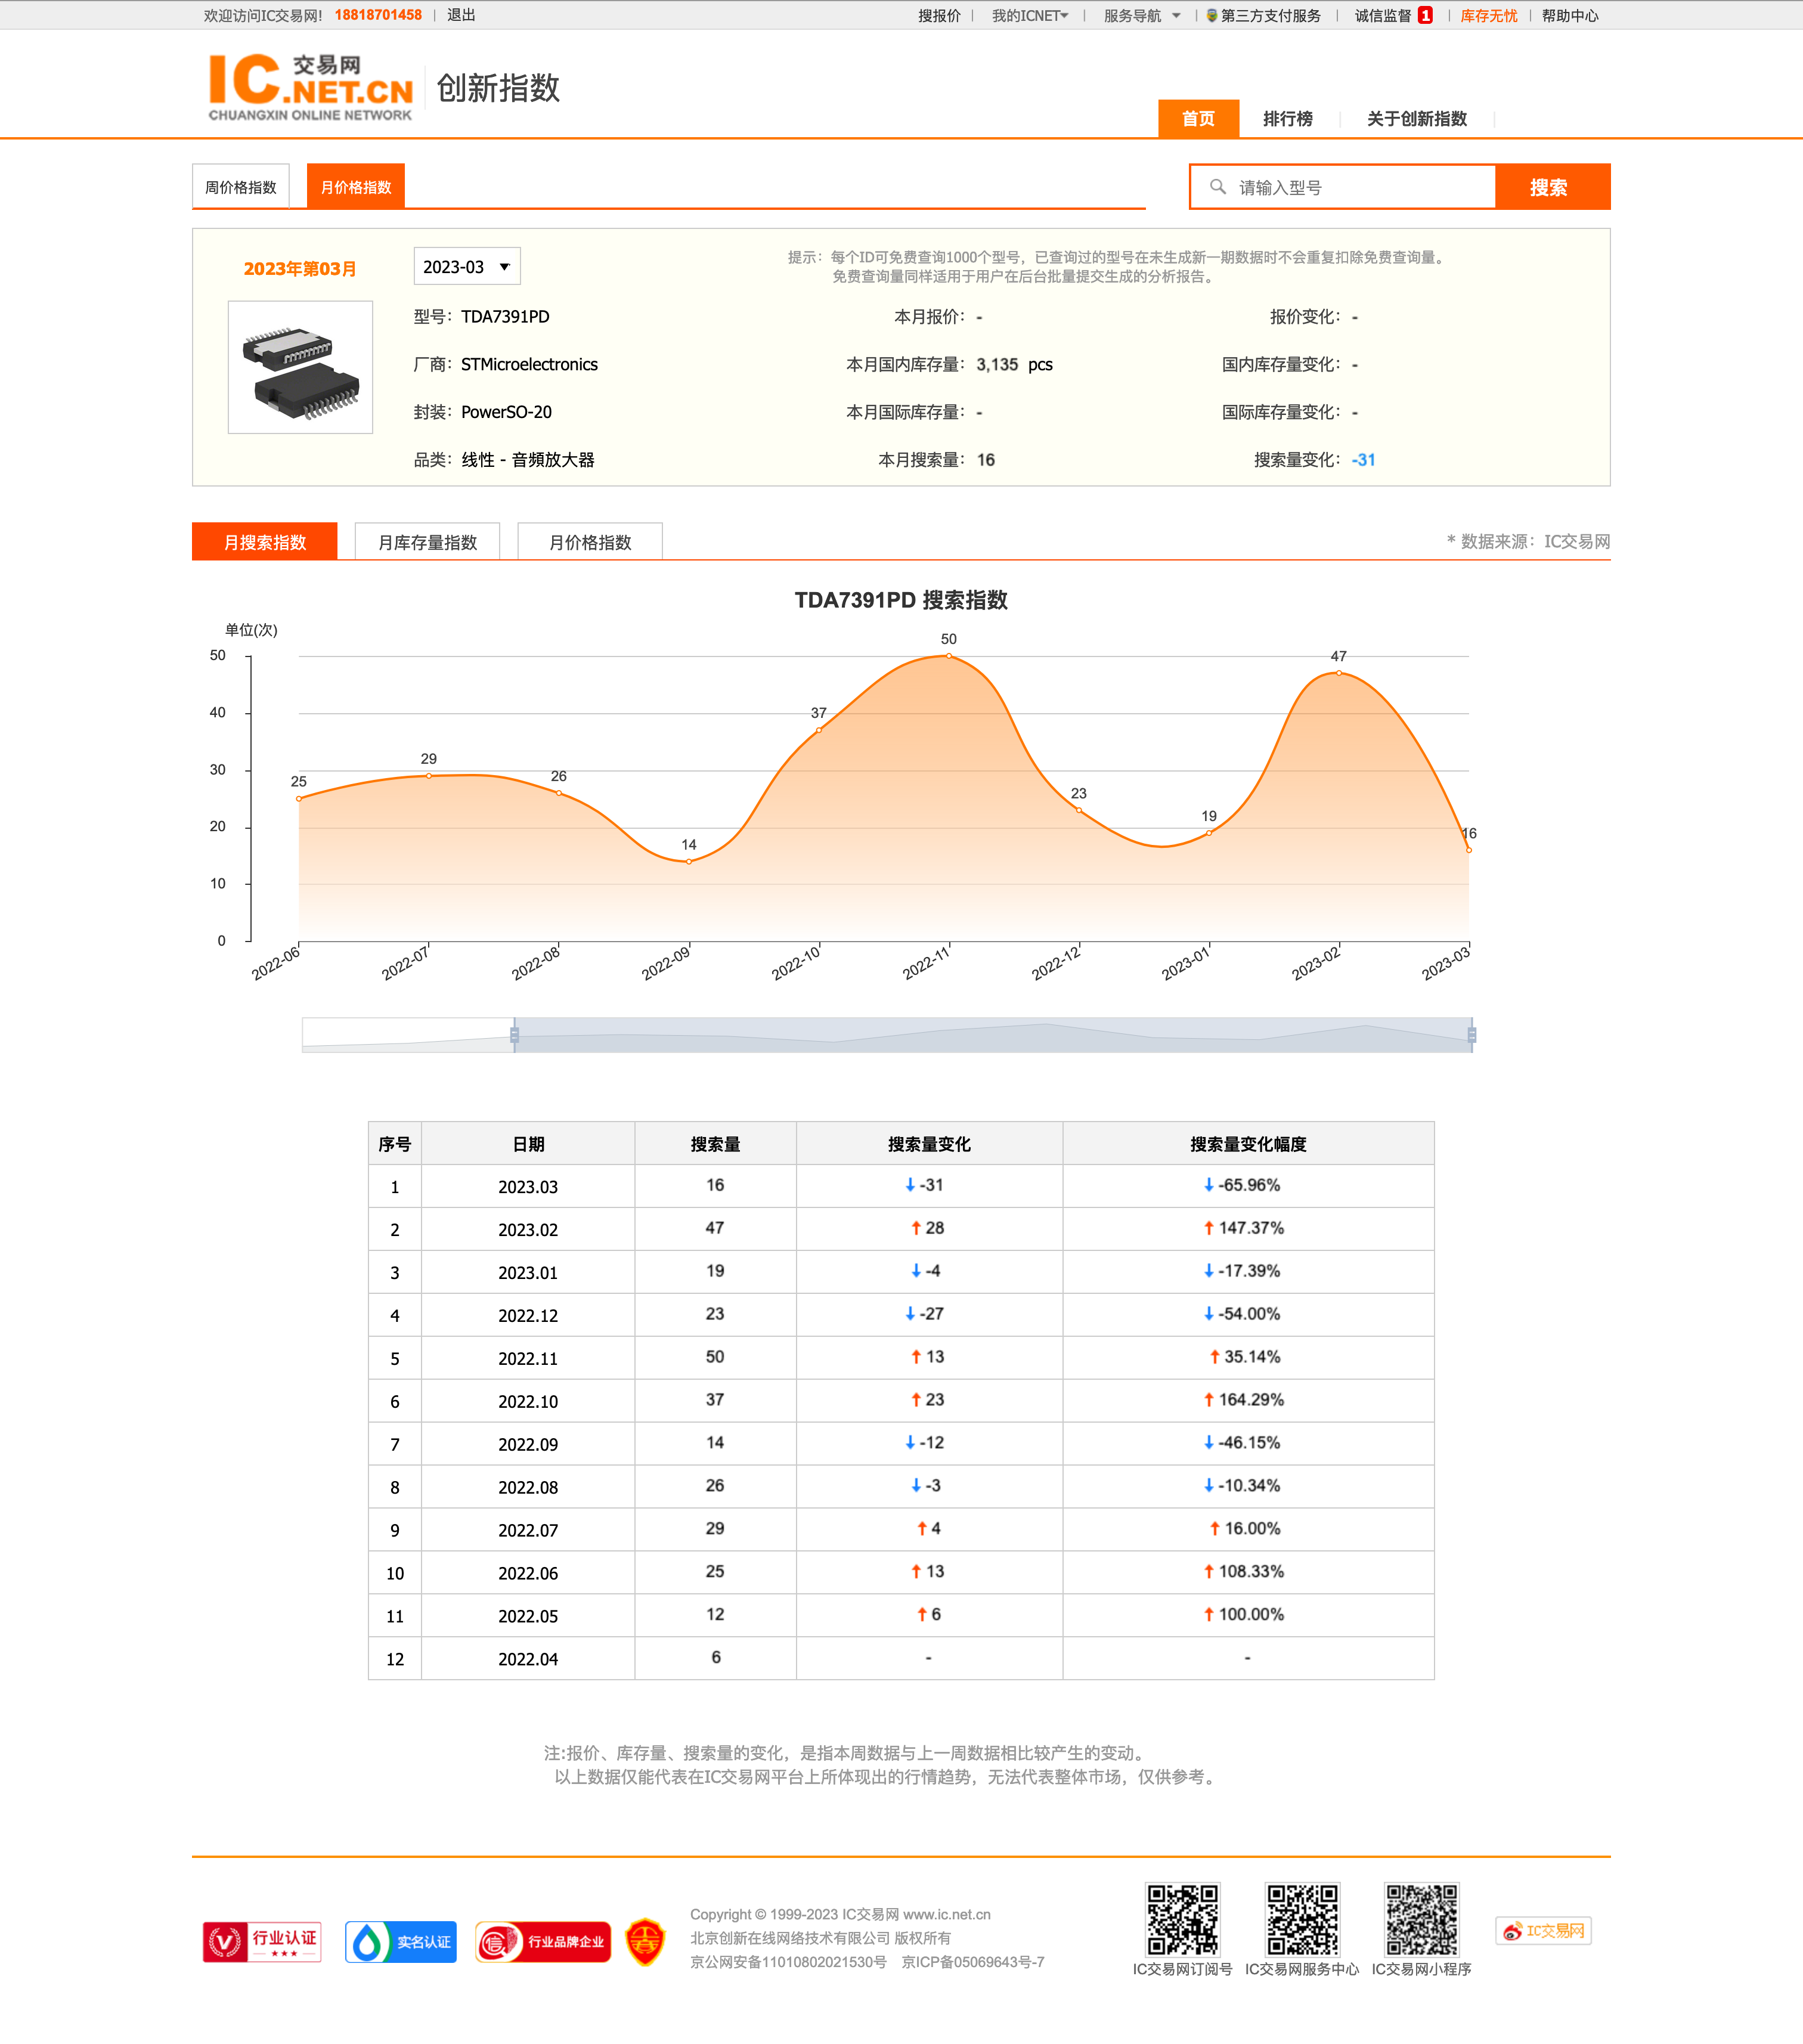 欢迎访问IC交易网! 18818701458 | 退出 搜报价 | 我的ICNET | 服务导航 | 第三方支付服务 | 诚信监督 1 | 库存无忧 | 帮助中心
IC.NET.CN 交易网
CHUANGXIN ONLINE NETWORK
创新指数
首页 排行榜 关于创新指数
周价格指数 月价格指数 请输入型号 搜索
2023年第03月 2023-03
提示：每个ID可免费查询1000个型号，已查询过的型号在未生成新一期数据时不会重复扣除免费查询量。
免费查询量同样适用于用户在后台批量提交生成的分析报告。
型号：TDA7391PD 本月报价：- 报价变化：-
厂商：STMicroelectronics 本月国内库存量：3,135 pcs 国内库存量变化：-
封装：PowerSO-20 本月国际库存量：- 国际库存量变化：-
品类：线性 - 音頻放大器 本月搜索量：16 搜索量变化：-31
月搜索指数 月库存量指数 月价格指数 * 数据来源：IC交易网
TDA7391PD 搜索指数
单位(次)
50
40
30
20
10
0
25 29 26 14 37 50 23 19 47 16
2022-06 2022-07 2022-08 2022-09 2022-10 2022-11 2022-12 2023-01 2023-02 2023-03
序号 日期 搜索量 搜索量变化 搜索量变化幅度
1 2023.03 16 ↓ -31 ↓ -65.96%
2 2023.02 47 ↑ 28 ↑ 147.37%
3 2023.01 19 ↓ -4 ↓ -17.39%
4 2022.12 23 ↓ -27 ↓ -54.00%
5 2022.11 50 ↑ 13 ↑ 35.14%
6 2022.10 37 ↑ 23 ↑ 164.29%
7 2022.09 14 ↓ -12 ↓ -46.15%
8 2022.08 26 ↓ -3 ↓ -10.34%
9 2022.07 29 ↑ 4 ↑ 16.00%
10 2022.06 25 ↑ 13 ↑ 108.33%
11 2022.05 12 ↑ 6 ↑ 100.00%
12 2022.04 6 - -
注:报价、库存量、搜索量的变化，是指本周数据与上一周数据相比较产生的变动。
以上数据仅能代表在IC交易网平台上所体现出的行情趋势，无法代表整体市场，仅供参考。
行业认证 实名认证 信 行业品牌企业
Copyright © 1999-2023 IC交易网 www.ic.net.cn
北京创新在线网络技术有限公司 版权所有
京公网安备11010802021530号 京ICP备05069643号-7
IC交易网订阅号 IC交易网服务中心 IC交易网小程序
IC交易网